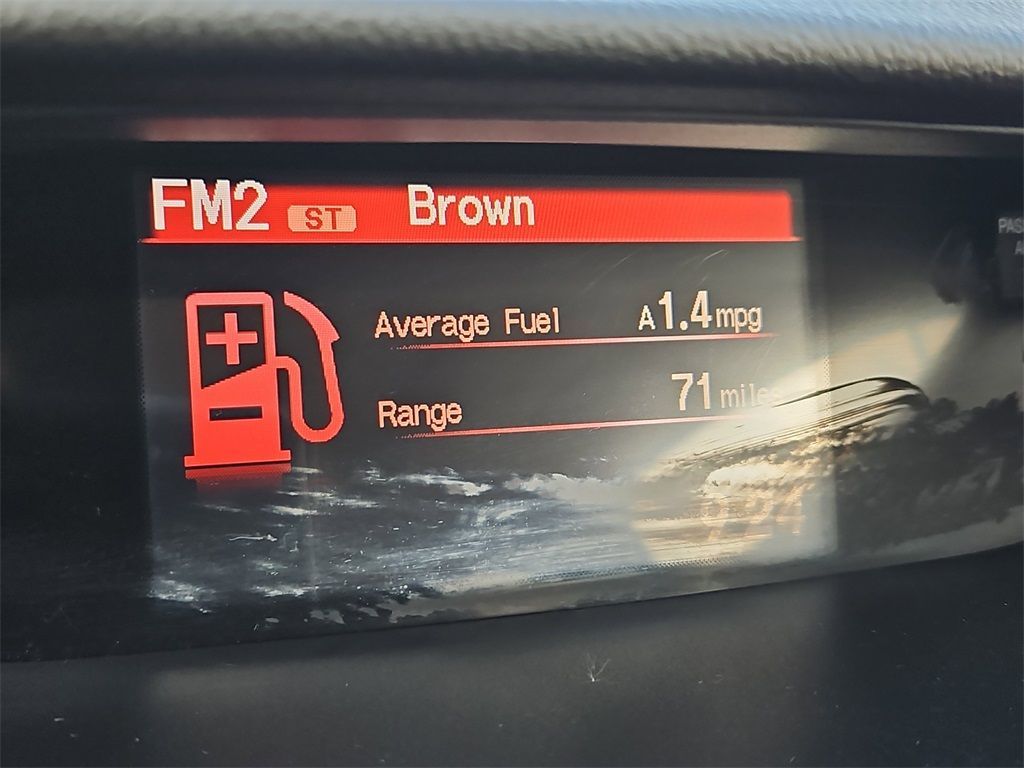 FM2 ST Brown
Average Fuel A1.4mpg
Range 71 miles